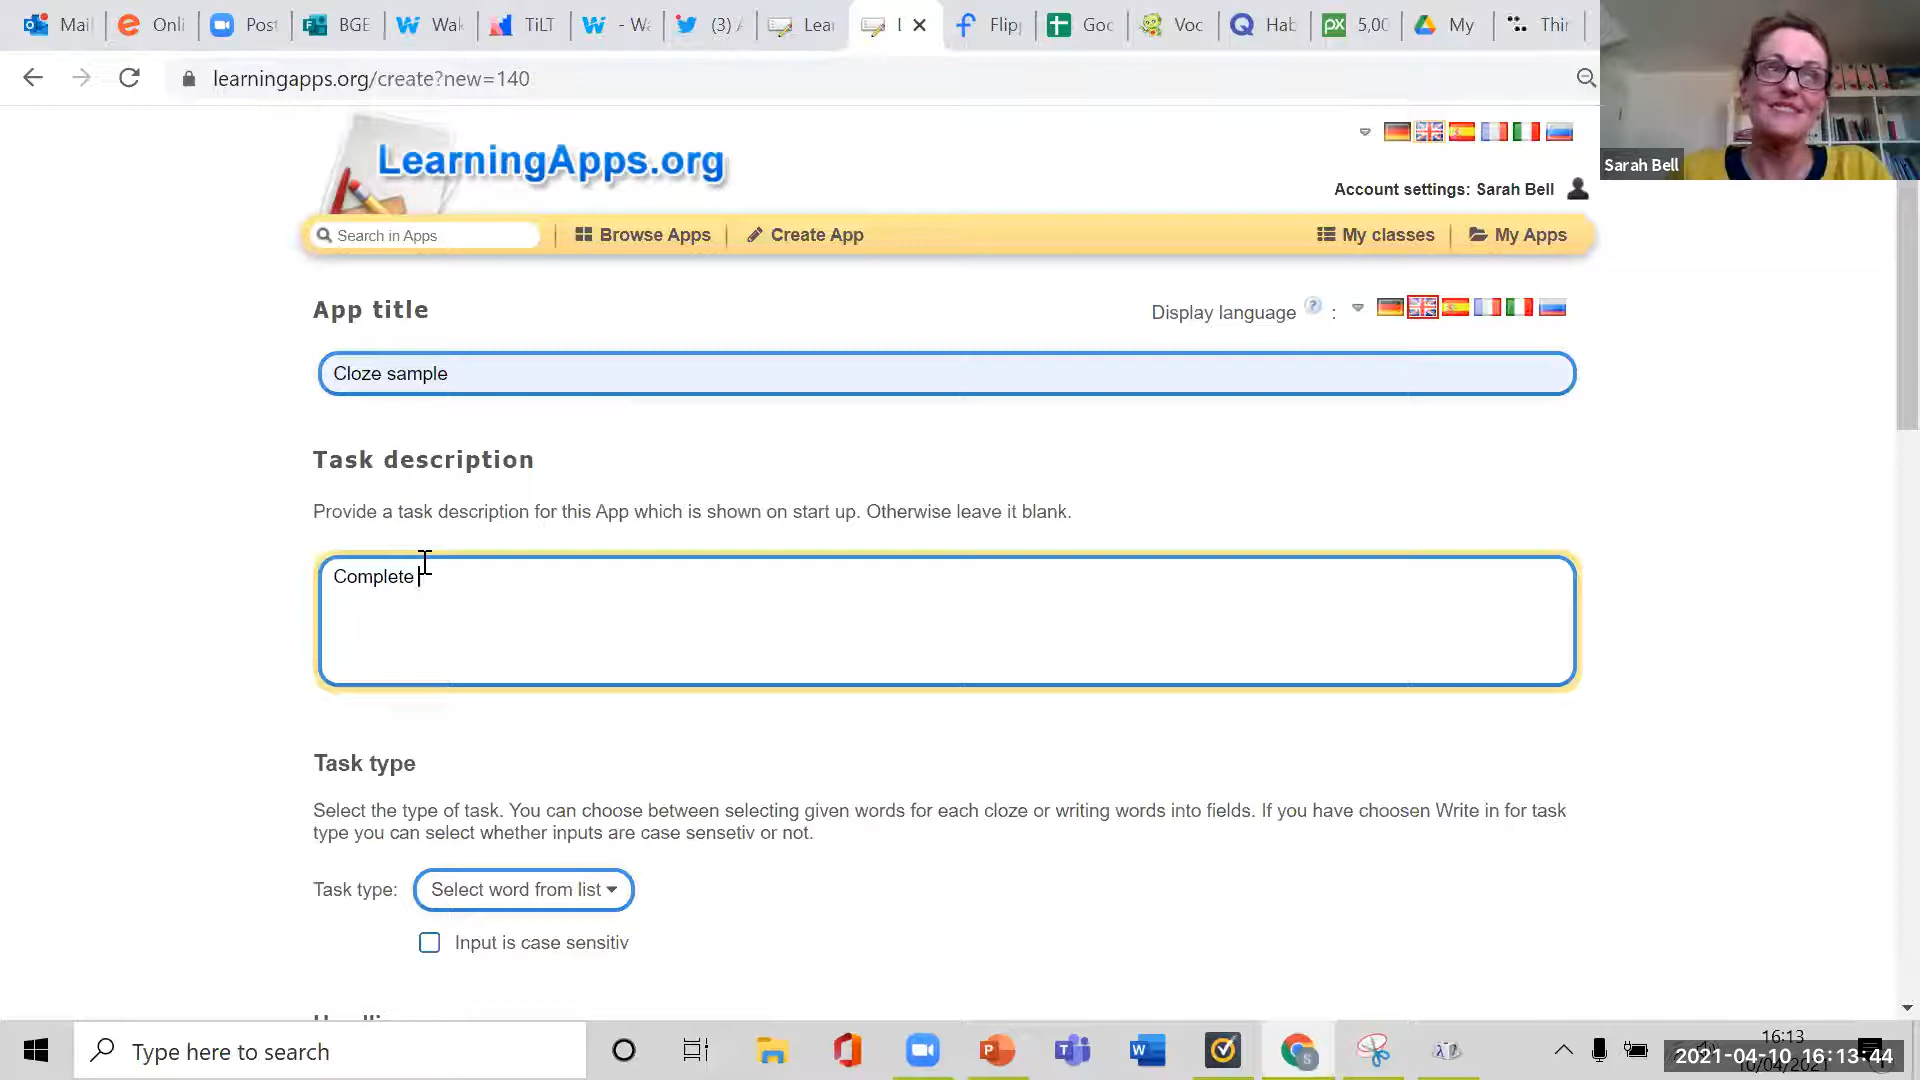 Mai
Onli
Post
BGE
Wak
TiLT
- Wa
(3)
Lear
Flip
Goc
Voc
Hab
5,00
My
Thir
learningapps.org/create?new=140
LearningApps.org
Account settings: Sarah Bell
Sarah Bell
Search in Apps
Browse Apps
Create App
My classes
My Apps
App title
Display language ? :
Cloze sample
Task description
Provide a task description for this App which is shown on start up. Otherwise leave it blank.
Complete
Task type
Select the type of task. You can choose between selecting given words for each cloze or writing words into fields. If you have choosen Write in for task
type you can select whether inputs are case sensetiv or not.
Task type: Select word from list
Input is case sensitiv
Type here to search
16:13
2021-04-10 16:13:44